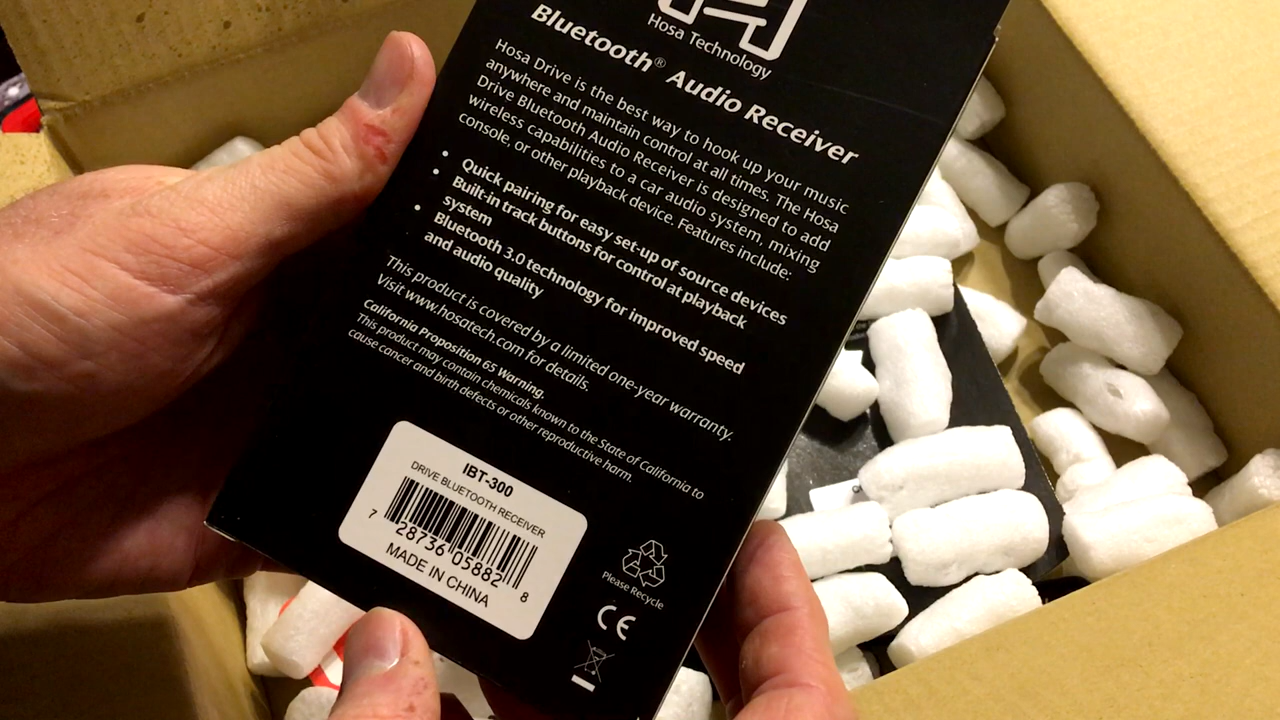 Hosa Technology
Bluetooth® Audio Receiver
Hosa Drive is the best way to hook up your music
anywhere and maintain control at all times. The Hosa
Drive Bluetooth Audio Receiver is designed to add
wireless capabilities to a car audio system, mixing
console, or other playback device. Features include:
• Quick pairing for easy set-up of source devices
• Built-in track buttons for control at playback
system
• Bluetooth 3.0 technology for improved speed
and audio quality
This product is covered by a limited one-year warranty.
Visit www.hosatech.com for details.
California Proposition 65 Warning.
This product may contain chemicals known to the State of California to
cause cancer and birth defects or other reproductive harm.
IBT-300
DRIVE BLUETOOTH RECEIVER
7 28736 05882 8
MADE IN CHINA
Please Recycle
CE